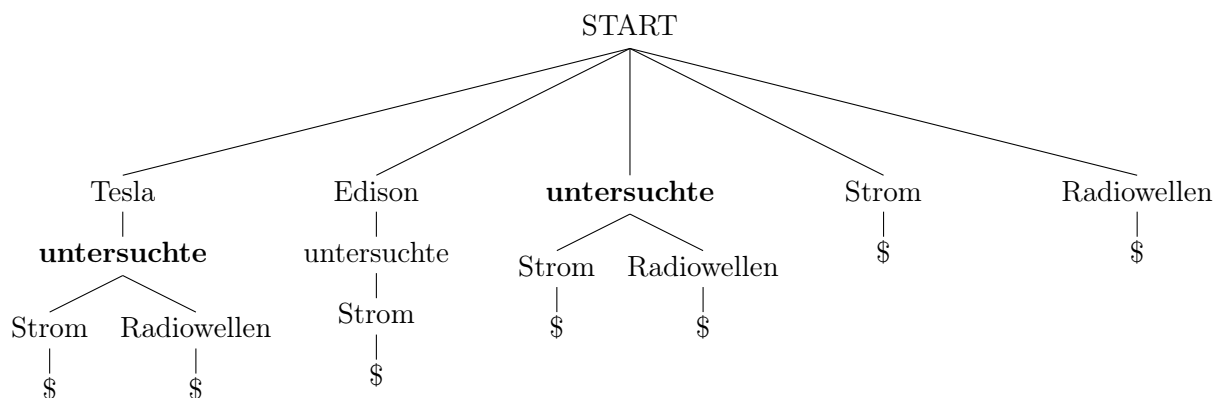 START
Tesla Edison untersuchte Strom Radiowellen
untersuchte untersuchte Strom Radiowellen $ $
Strom Radiowellen Strom $ $
$ $ $